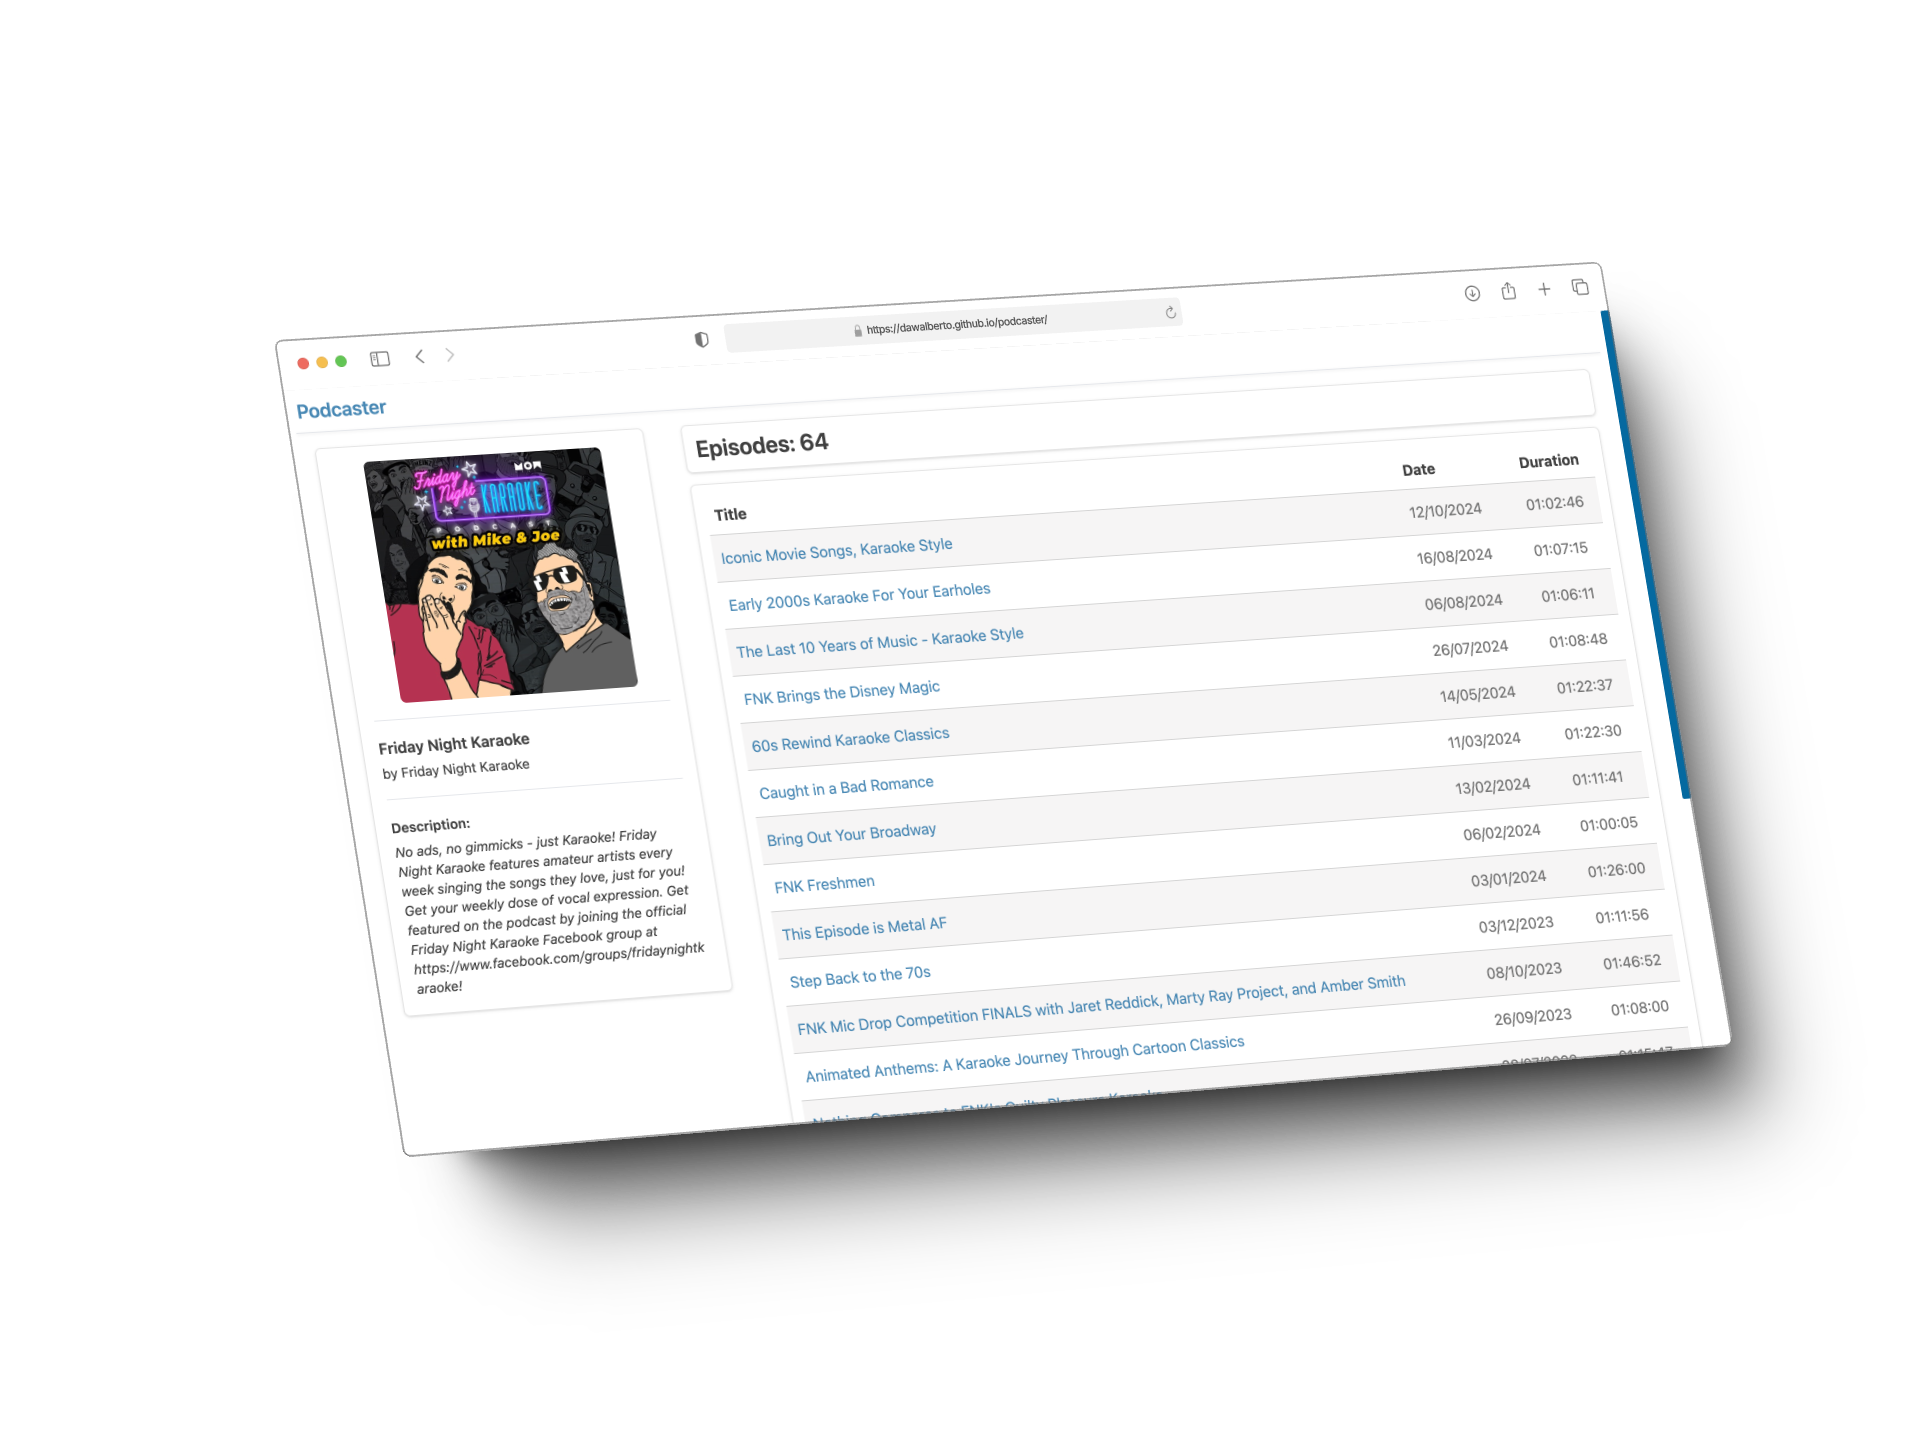 https://dawalberto.github.io/podcaster/
Podcaster
Friday
Night
KARAOKE
MOW
PODCAST
with Mike & Joe
Friday Night Karaoke
by Friday Night Karaoke
Description:
No ads, no gimmicks - just Karaoke! Friday
Night Karaoke features amateur artists every
week singing the songs they love, just for you!
Get your weekly dose of vocal expression. Get
featured on the podcast by joining the official
Friday Night Karaoke Facebook group at
https://www.facebook.com/groups/fridaynightk
araoke!
Episodes: 64
Title Date Duration
Iconic Movie Songs, Karaoke Style 12/10/2024 01:02:46
Early 2000s Karaoke For Your Earholes 16/08/2024 01:07:15
The Last 10 Years of Music - Karaoke Style 06/08/2024 01:06:11
FNK Brings the Disney Magic 26/07/2024 01:08:48
60s Rewind Karaoke Classics 14/05/2024 01:22:37
Caught in a Bad Romance 11/03/2024 01:22:30
Bring Out Your Broadway 13/02/2024 01:11:41
FNK Freshmen 06/02/2024 01:00:05
This Episode is Metal AF 03/01/2024 01:26:00
Step Back to the 70s 03/12/2023 01:11:56
FNK Mic Drop Competition FINALS with Jaret Reddick, Marty Ray Project, and Amber Smith 08/10/2023 01:46:52
Animated Anthems: A Karaoke Journey Through Cartoon Classics 26/09/2023 01:08:00